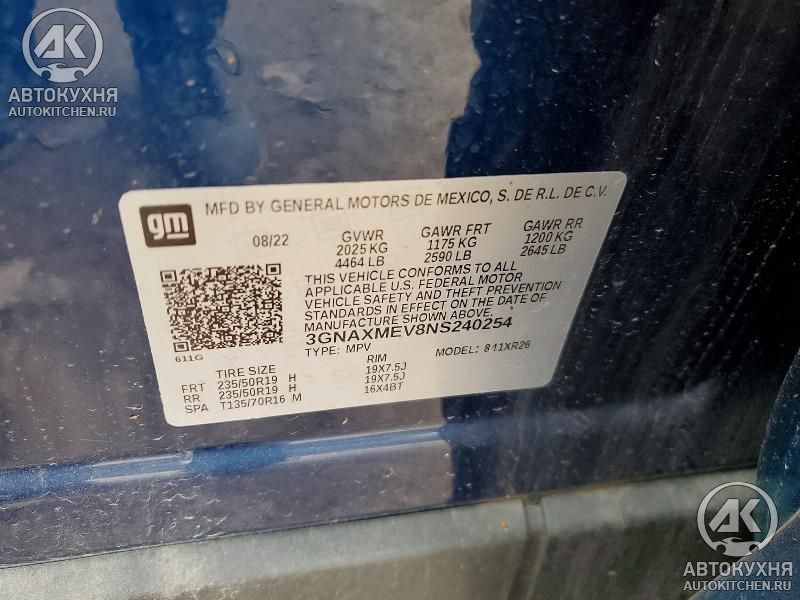 AK
АВТОКУХНЯ
AUTOKITCHEN.RU
gm
MFD BY GENERAL MOTORS DE MEXICO, S. DE R.L. DE C.V.
08/22 GVWR GAWR FRT GAWR RR
2025 KG 1175 KG 1200 KG
4464 LB 2590 LB 2645 LB
THIS VEHICLE CONFORMS TO ALL
APPLICABLE U.S. FEDERAL MOTOR
VEHICLE SAFETY AND THEFT PREVENTION
STANDARDS IN EFFECT ON THE DATE OF
MANUFACTURE SHOWN ABOVE.
3GNAXMEV8NS240254
611G TYPE: MPV MODEL: 811XR26
TIRE SIZE RIM
FRT 235/50R19 H 19X7.5J
RR 235/50R19 H 19X7.5J
SPA T135/70R16 M 16X4BT
AK
АВТОКУХНЯ
AUTOKITCHEN.RU